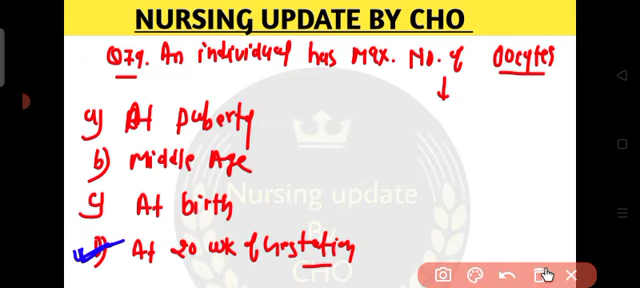 NURSING UPDATE BY CHO
Q79. An individual has Max. No. of Oocytes
a) At puberty
b) Middle Age
c) At birth
d) At 20 wk of Gestation
Nursing update
By
CHO